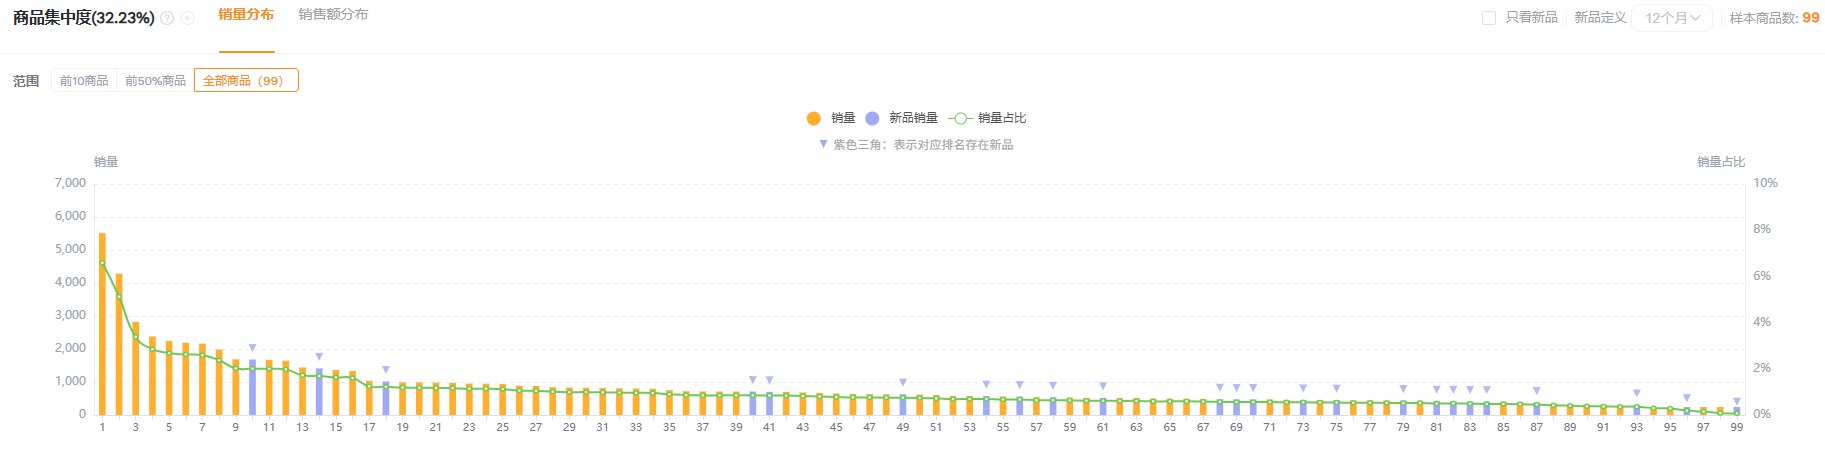 商品集中度(32.23%) 销量分布 销售额分布 只看新品 新品定义 12个月 样本商品数: 99
范围 前10商品 前50%商品 全部商品（99）
销量 新品销量 销量占比
紫色三角：表示对应排名存在新品
销量 销量占比
7,000 10%
6,000 8%
5,000 6%
4,000 4%
3,000 2%
2,000 0%
1,000
0
1 3 5 7 9 11 13 15 17 19 21 23 25 27 29 31 33 35 37 39 41 43 45 47 49 51 53 55 57 59 61 63 65 67 69 71 73 75 77 79 81 83 85 87 89 91 93 95 97 99